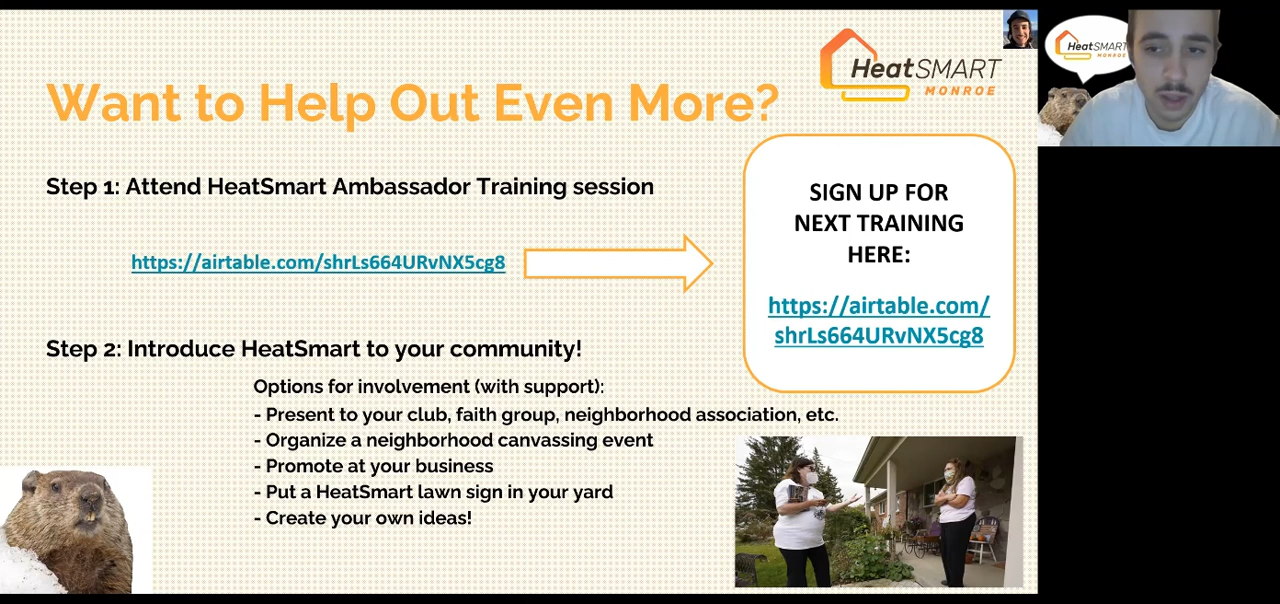 HeatSMART
MONROE
HeatSMART
MONROE
Want to Help Out Even More?
Step 1: Attend HeatSmart Ambassador Training session
https://airtable.com/shrLs664URvNX5cg8
SIGN UP FOR
NEXT TRAINING
HERE:
https://airtable.com/
shrLs664URvNX5cg8
Step 2: Introduce HeatSmart to your community!
Options for involvement (with support):
- Present to your club, faith group, neighborhood association, etc.
- Organize a neighborhood canvassing event
- Promote at your business
- Put a HeatSmart lawn sign in your yard
- Create your own ideas!